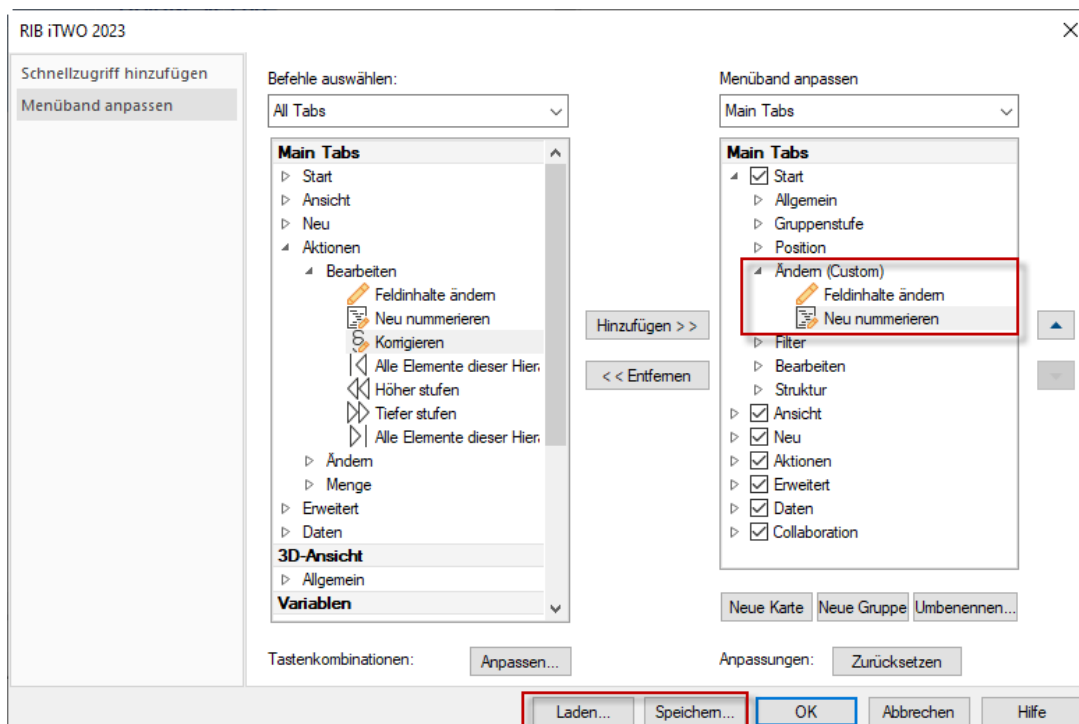 RIB iTWO 2023
Schnellzugriff hinzufügen
Menüband anpassen
Befehle auswählen:
All Tabs
Main Tabs
Start
Ansicht
Neu
Aktionen
Bearbeiten
Feldinhalte ändern
Neu nummerieren
Korrigieren
Alle Elemente dieser Hier
Höher stufen
Tiefer stufen
Alle Elemente dieser Hier
Ändern
Menge
Erweitert
Daten
3D-Ansicht
Allgemein
Variablen
Tastenkombinationen:
Anpassen...
Hinzufügen >>
<< Entfernen
Menüband anpassen
Main Tabs
Main Tabs
Start
Allgemein
Gruppenstufe
Position
Ändern (Custom)
Feldinhalte ändern
Neu nummerieren
Filter
Bearbeiten
Struktur
Ansicht
Neu
Aktionen
Erweitert
Daten
Collaboration
Neue Karte Neue Gruppe Umbenennen...
Anpassungen: Zurücksetzen
Laden... Speichern... OK Abbrechen Hilfe